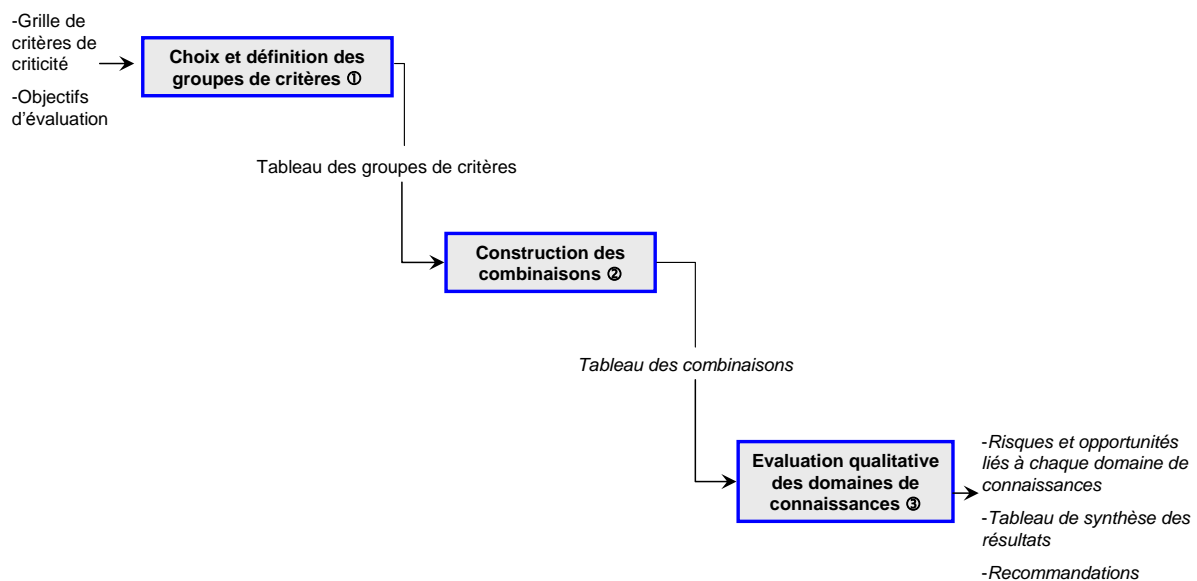 -Grille de
critères de
criticité
-Objectifs
d'évaluation
Choix et définition des
groupes de critères ①
Tableau des groupes de critères
Construction des
combinaisons ②
Tableau des combinaisons
Evaluation qualitative
des domaines de
connaissances ③
-Risques et opportunités
liés à chaque domaine de
connaissances
-Tableau de synthèse des
résultats
-Recommandations